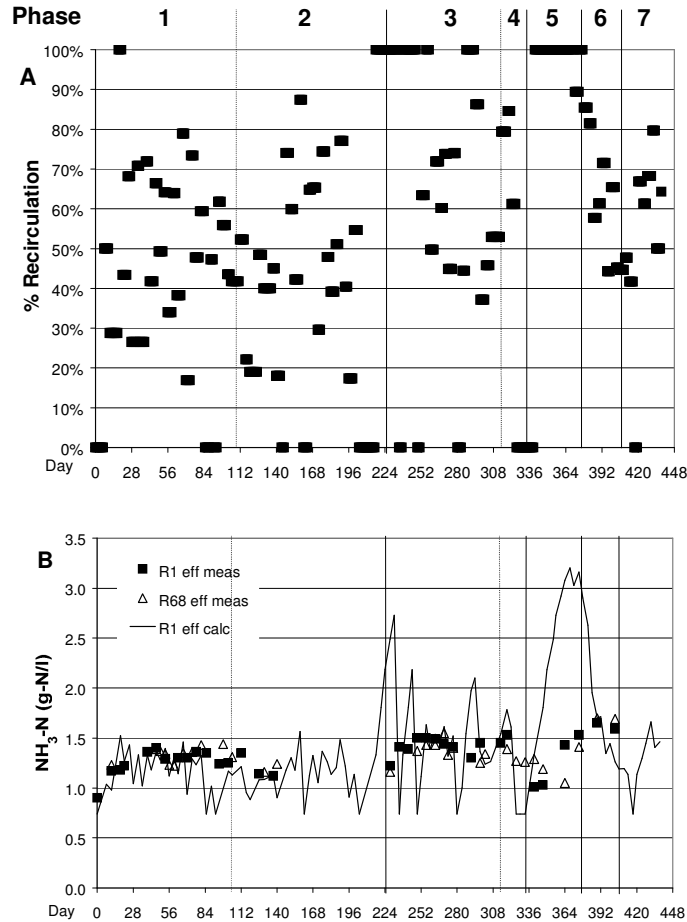 Phase 1 2 3 4 5 6 7
A
100%
90%
80%
70%
60%
50%
40%
30%
20%
10%
0%
% Recirculation
Day
0 28 56 84 112 140 168 196 224 252 280 308 336 364 392 420 448
B
3.5
3.0
2.5
2.0
1.5
1.0
0.5
0.0
NH3-N (g-N/l)
R1 eff meas
R68 eff meas
R1 eff calc
Day
0 28 56 84 112 140 168 196 224 252 280 308 336 364 392 420 448